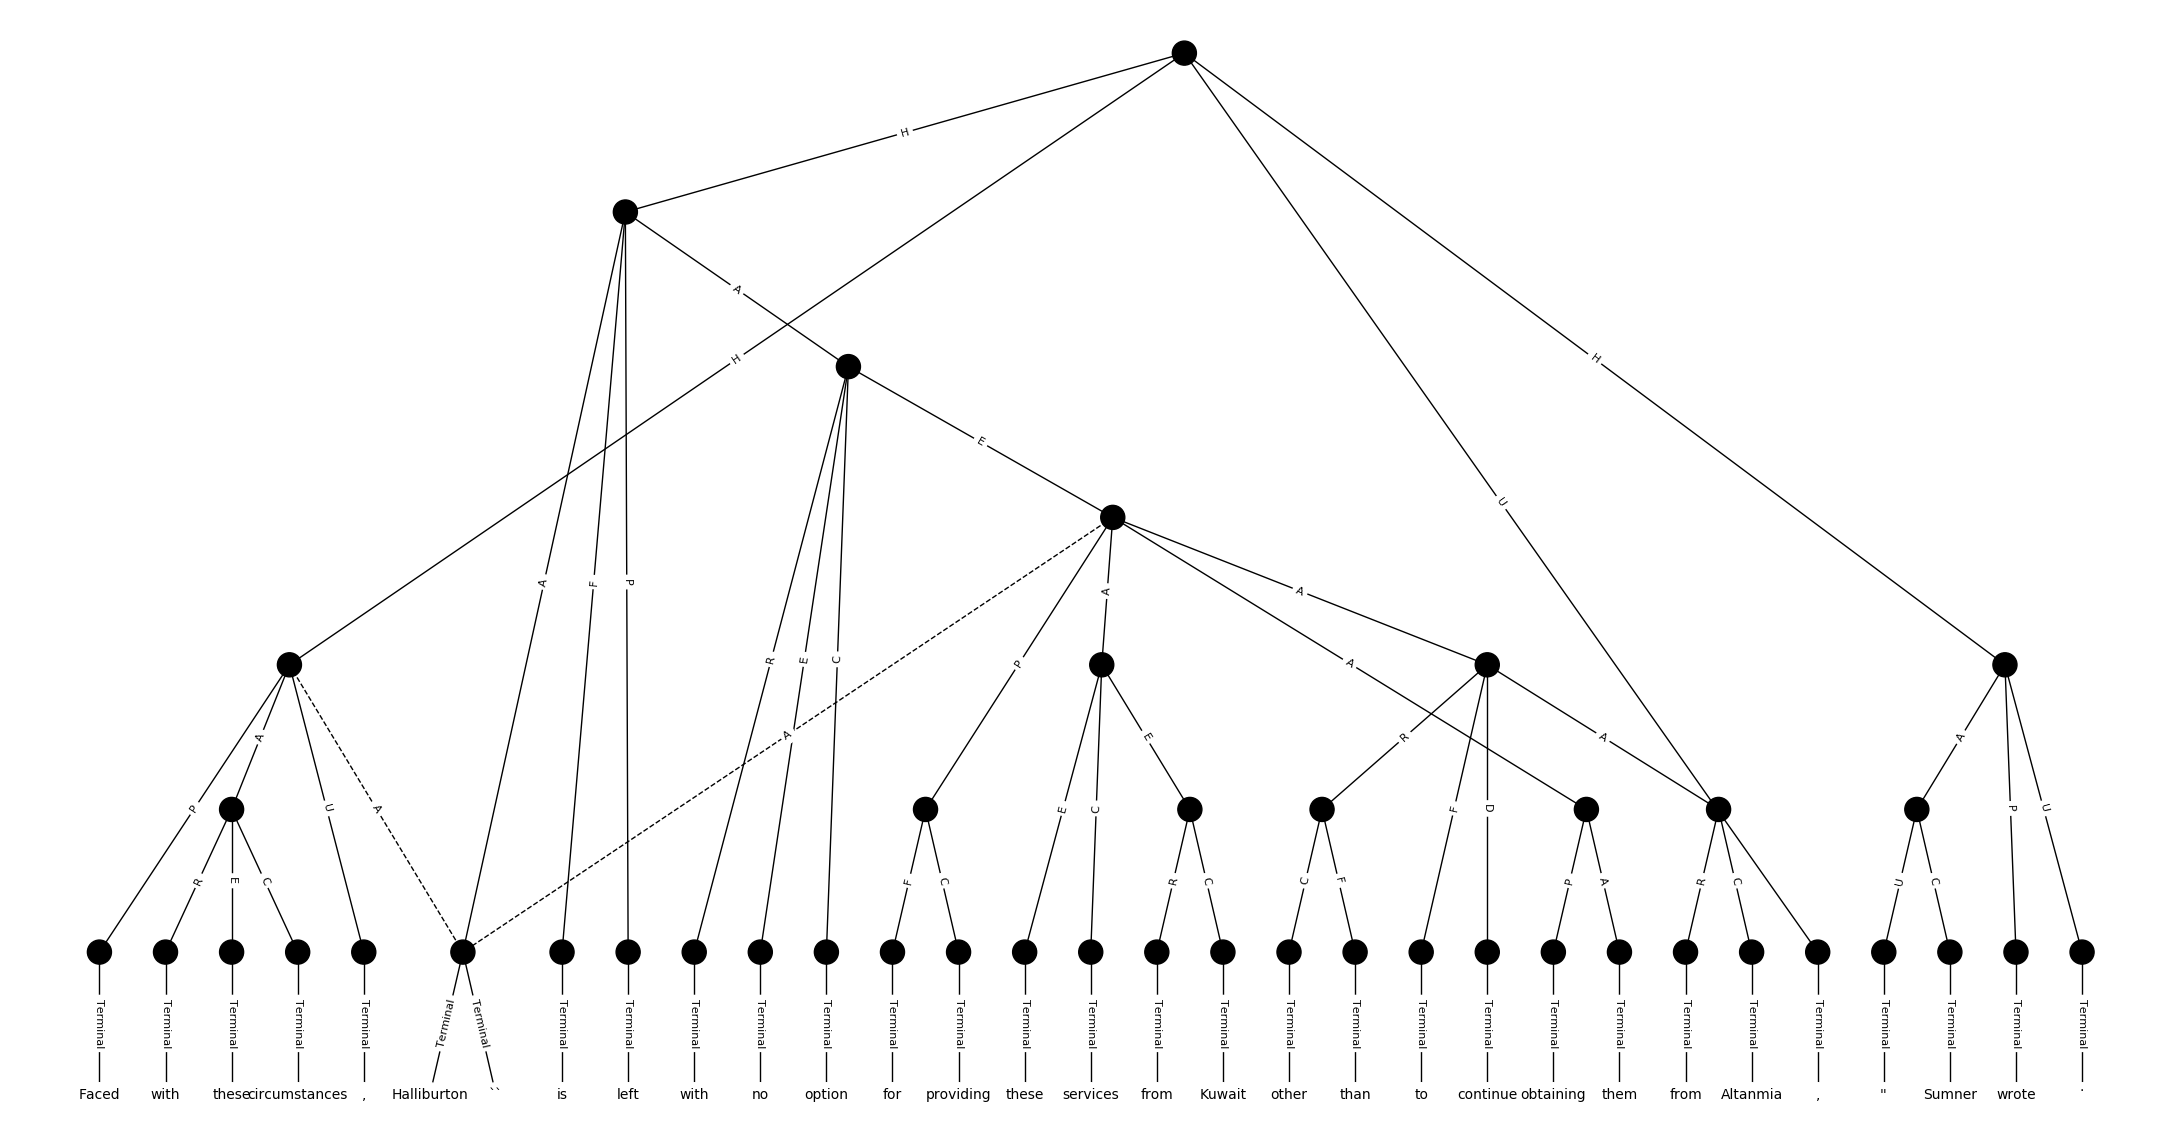 H
A
H
H
E
U
A F P
A
A
R E C
P
A
A
A
P
U
A
E
R
A
A
P
E
C
F
D
P
U
R
E
C
F
C
R
C
C
F
P
A
R
C
U
C
Terminal Terminal Terminal Terminal Terminal Terminal Terminal Terminal Terminal Terminal Terminal Terminal Terminal Terminal Terminal Terminal Terminal Terminal Terminal Terminal Terminal Terminal Terminal Terminal Terminal Terminal Terminal Terminal Terminal Terminal Terminal
Faced with these circumstances , Halliburton `` is left with no option for providing these services from Kuwait other than to continue obtaining them from Altanmia , " Sumner wrote .